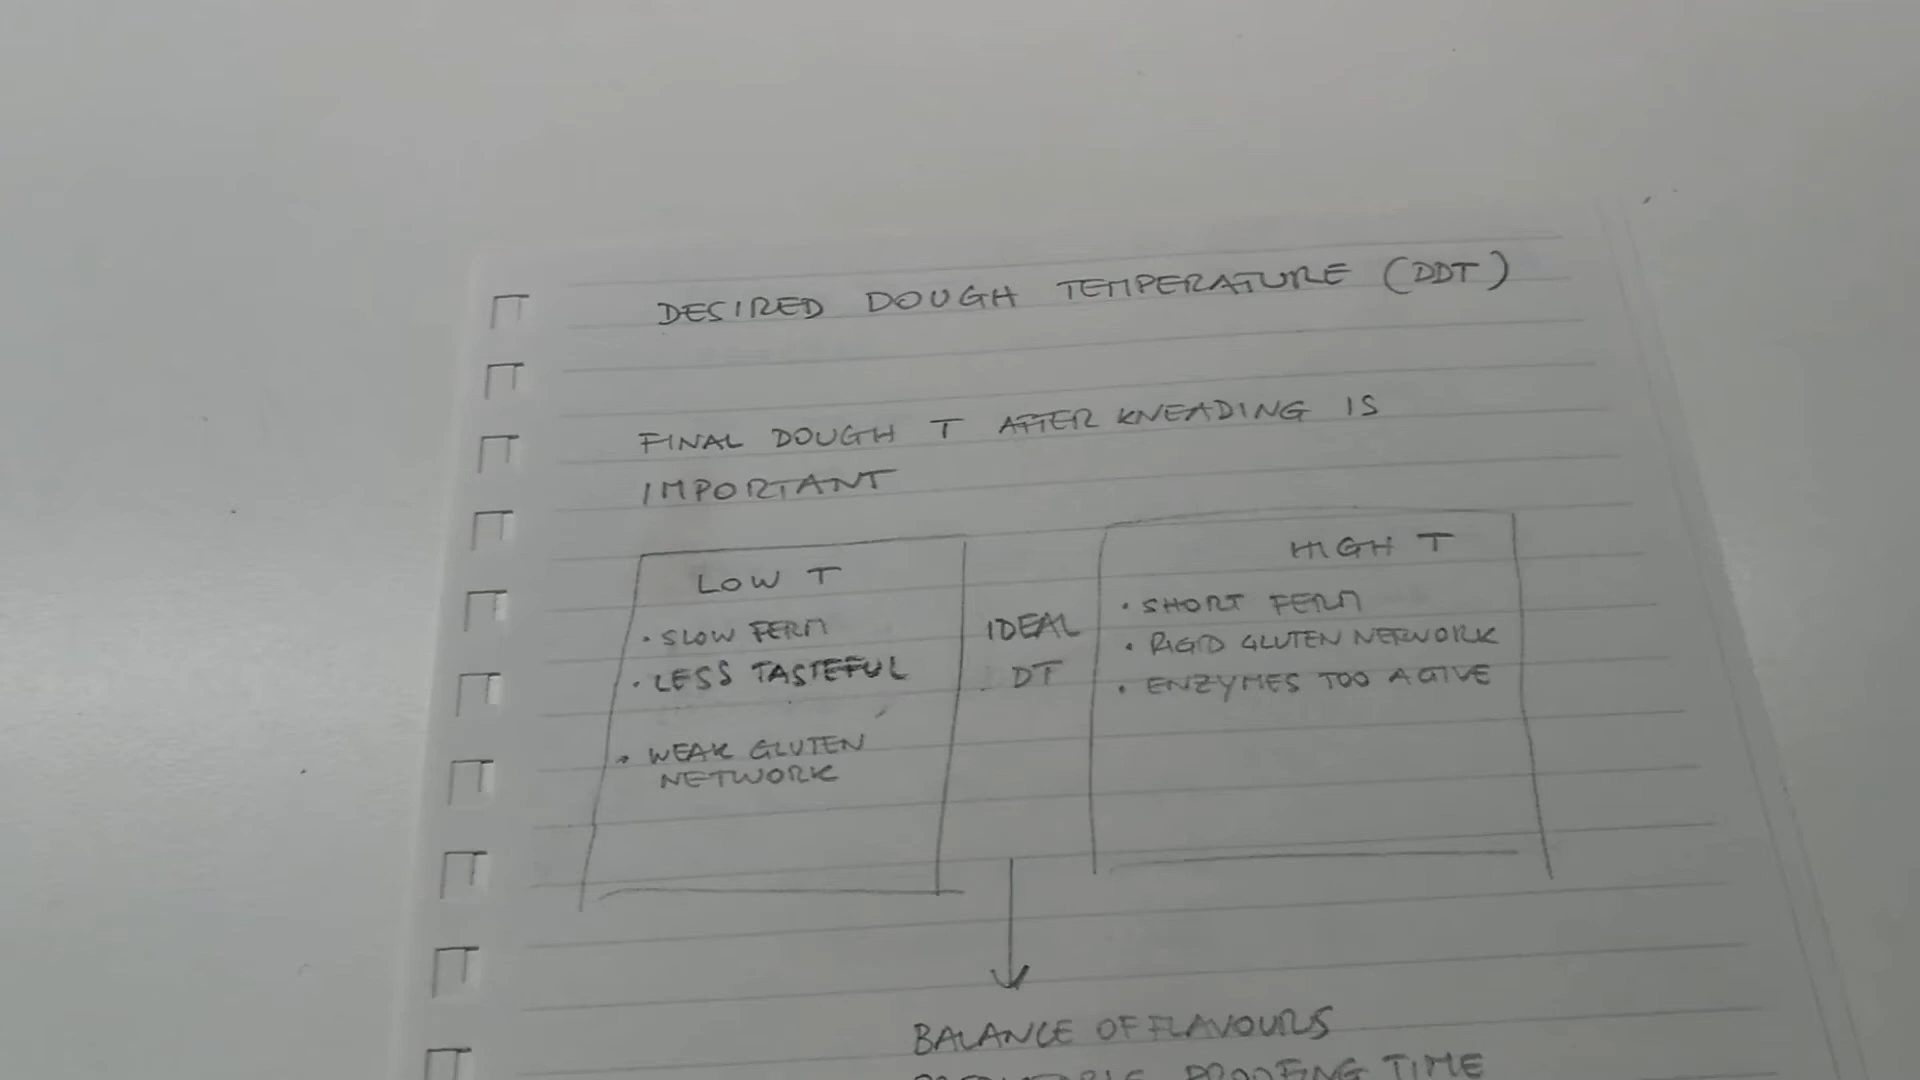 DESIRED DOUGH TEMPERATURE (DDT)
FINAL DOUGH T AFTER KNEADING IS
IMPORTANT
LOW T
• SLOW FERM
• LESS TASTEFUL
• WEAK GLUTEN
NETWORK
IDEAL
DT
HIGH T
• SHORT FERM
• RIGID GLUTEN NETWORK
• ENZYMES TOO ACTIVE
BALANCE OF FLAVOURS
PROOFING TIME